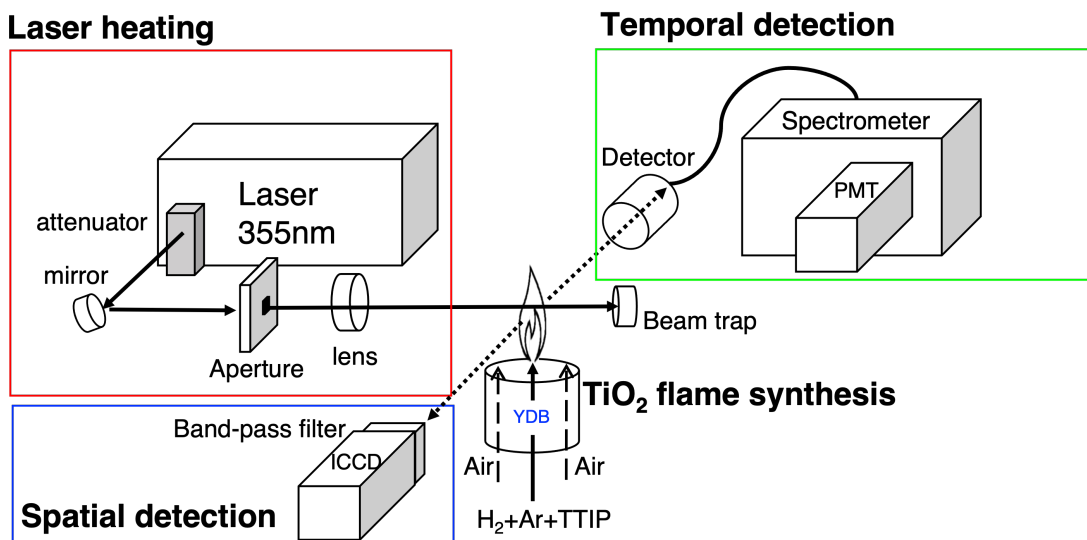 Laser heating
Temporal detection
Spectrometer
Detector
PMT
Laser
355nm
attenuator
mirror
Aperture
lens
Beam trap
TiO₂ flame synthesis
YDB
Band-pass filter
ICCD
Air
Air
Spatial detection
H₂+Ar+TTIP